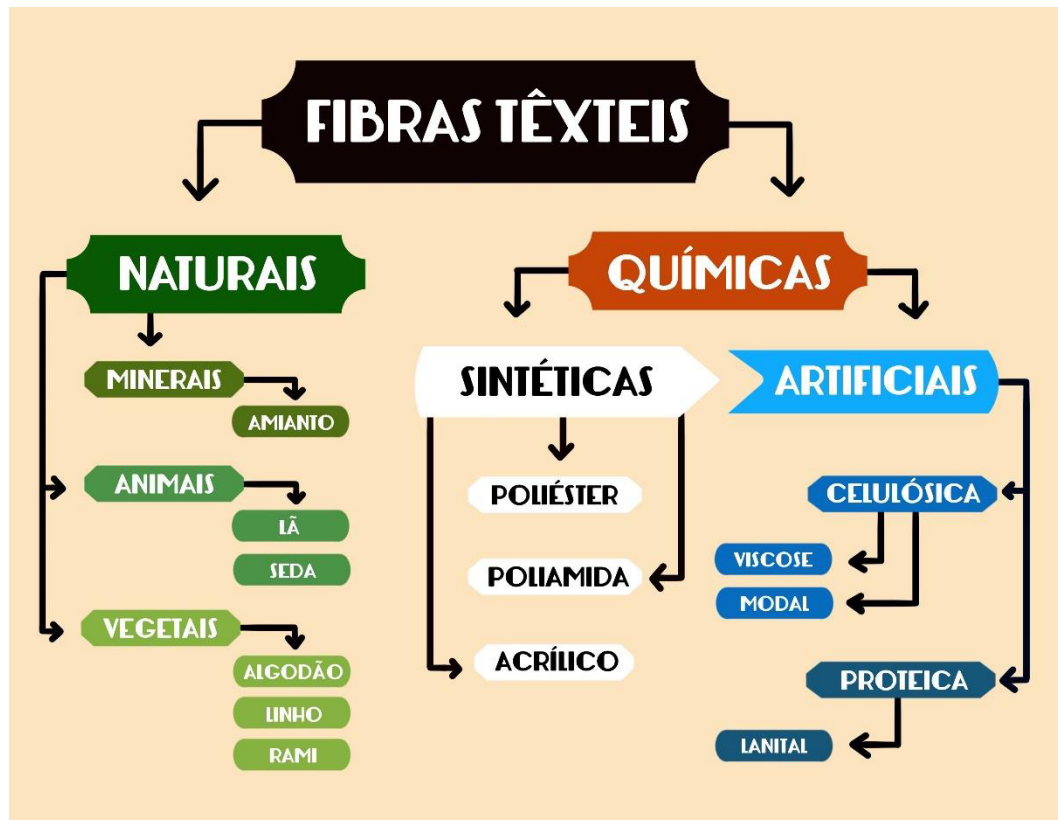 FIBRAS TÊXTEIS
NATURAIS
MINERAIS
AMIANTO
ANIMAIS
LÃ
SEDA
VEGETAIS
ALGODÃO
LINHO
RAMI
QUÍMICAS
SINTÉTICAS
POLIÉSTER
POLIAMIDA
ACRÍLICO
ARTIFICIAIS
CELULÓSICA
VISCOSE
MODAL
PROTEICA
LANITAL